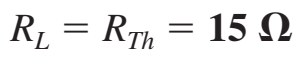 R_L = R_Th = 15 Ω